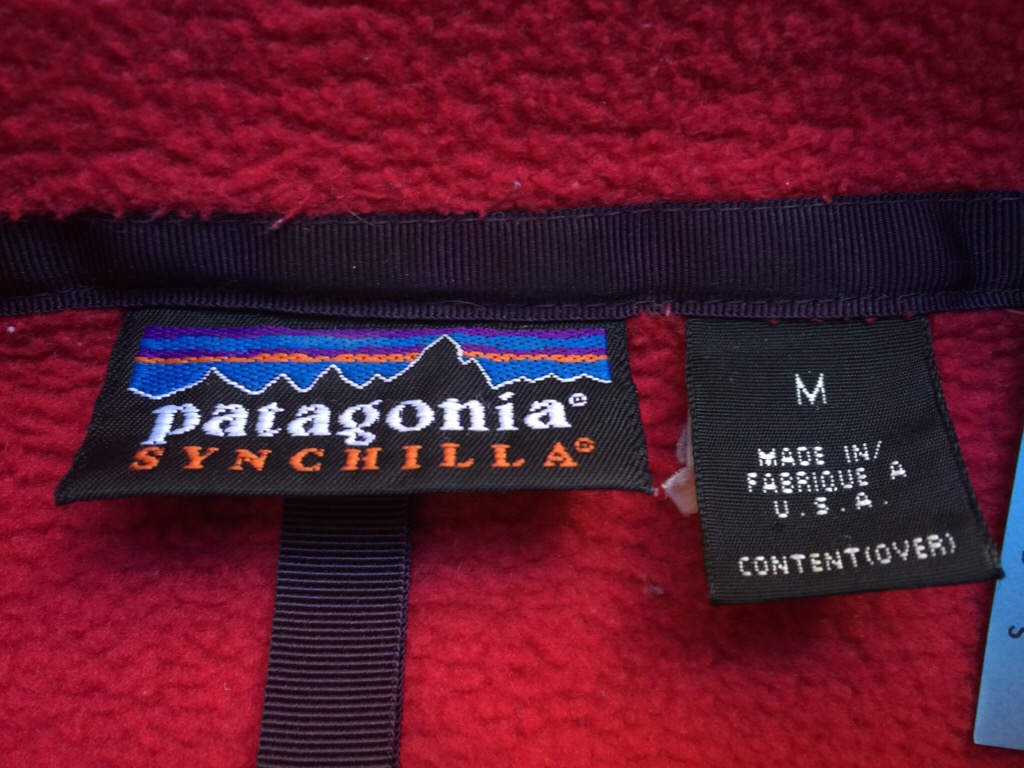 patagonia®
SYNCHILLA®
M
MADE IN/
FABRIQUE A
U.S.A.
CONTENT(OVER)
S